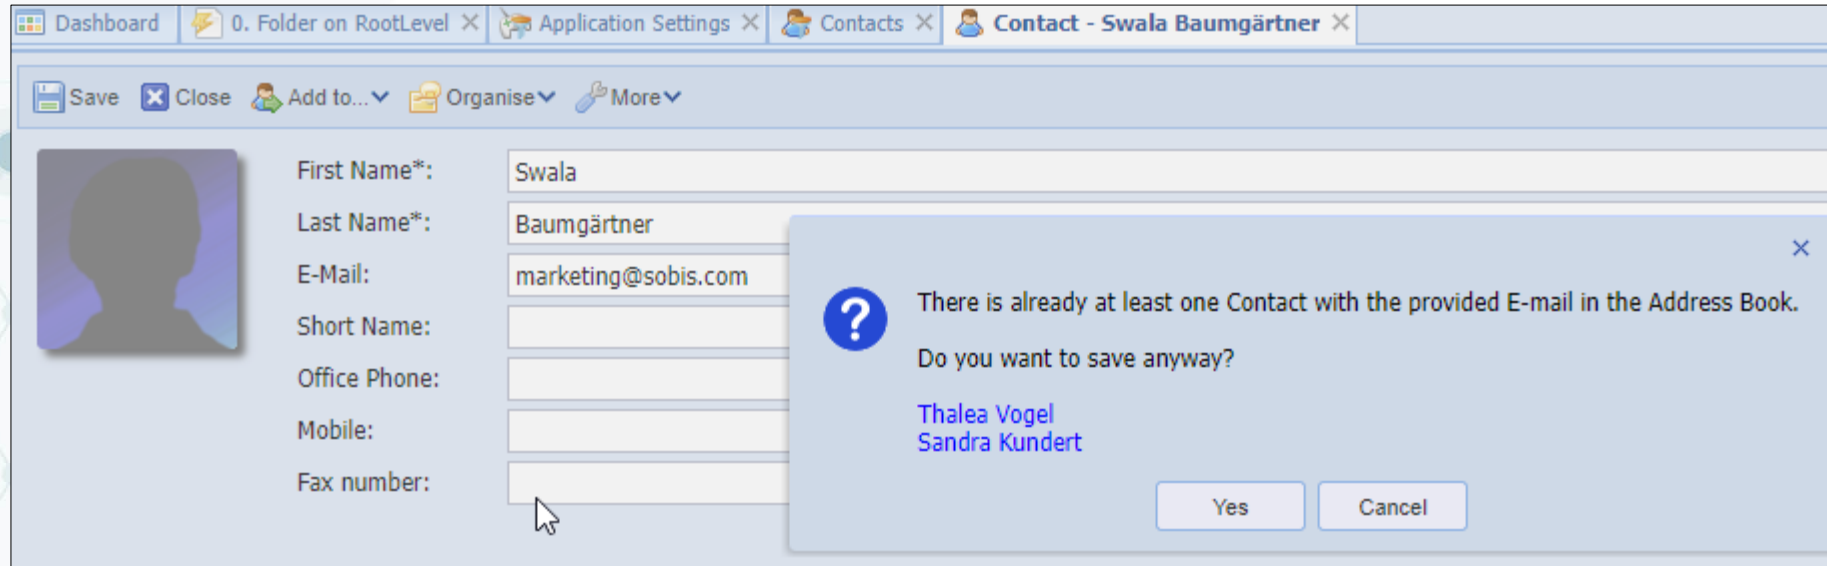 Dashboard 0. Folder on RootLevel Application Settings Contacts Contact - Swala Baumgärtner
Save Close Add to... Organise More
First Name*: Swala
Last Name*: Baumgärtner
E-Mail: marketing@sobis.com
Short Name:
Office Phone:
Mobile:
Fax number:
There is already at least one Contact with the provided E-mail in the Address Book.
Do you want to save anyway?
Thalea Vogel
Sandra Kundert
Yes Cancel